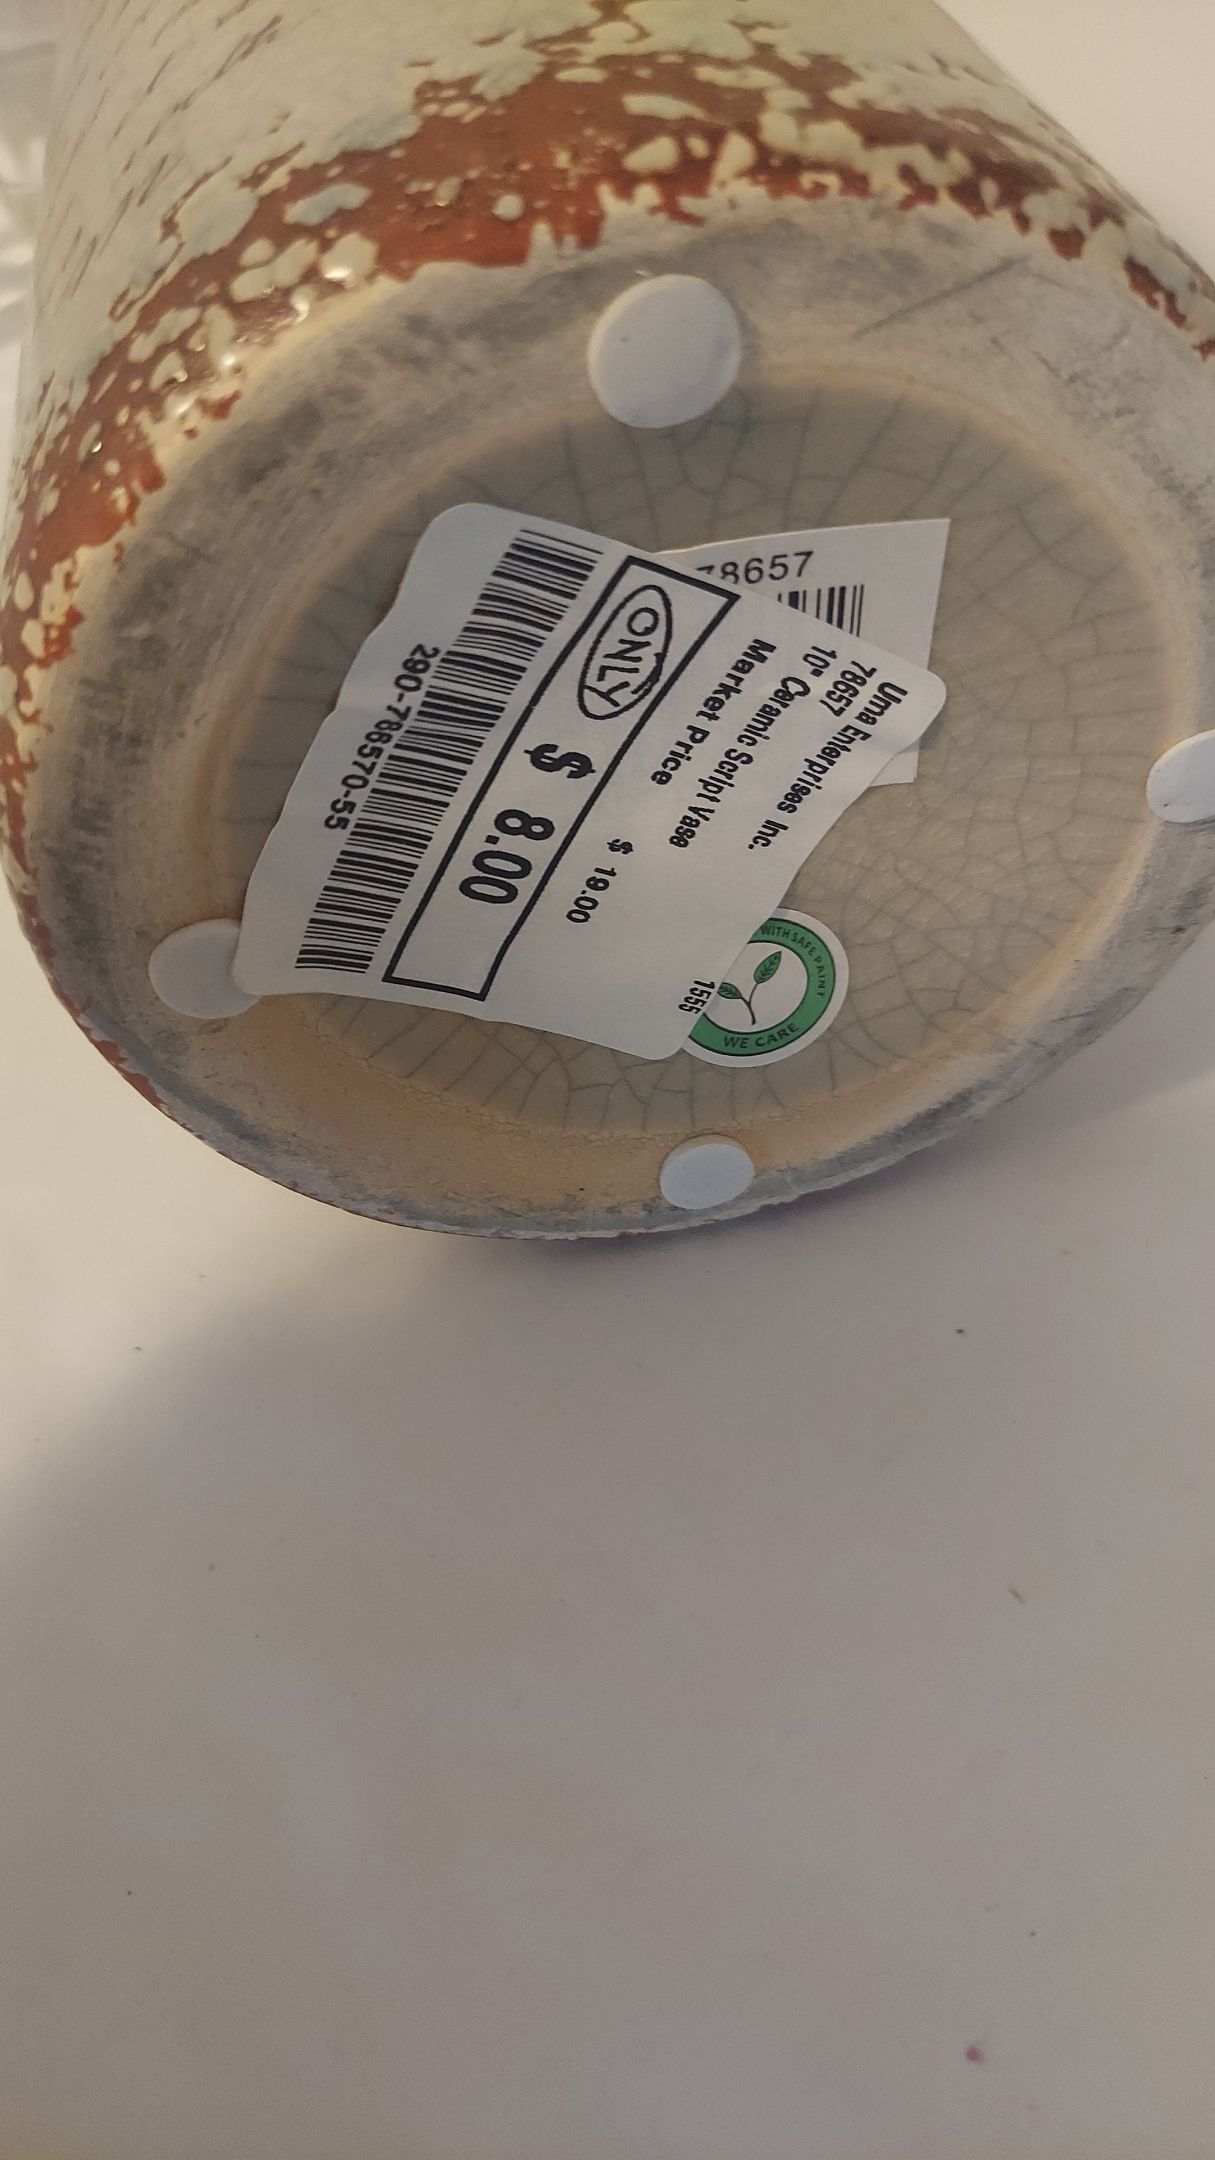 78657
Uma Enterprises Inc.
78657
10" Ceramic Script Vase
Market Price
$ 19.00
ONLY
$ 8.00
290-786570-55
1555
WITH SAFE PAINT
WE CARE